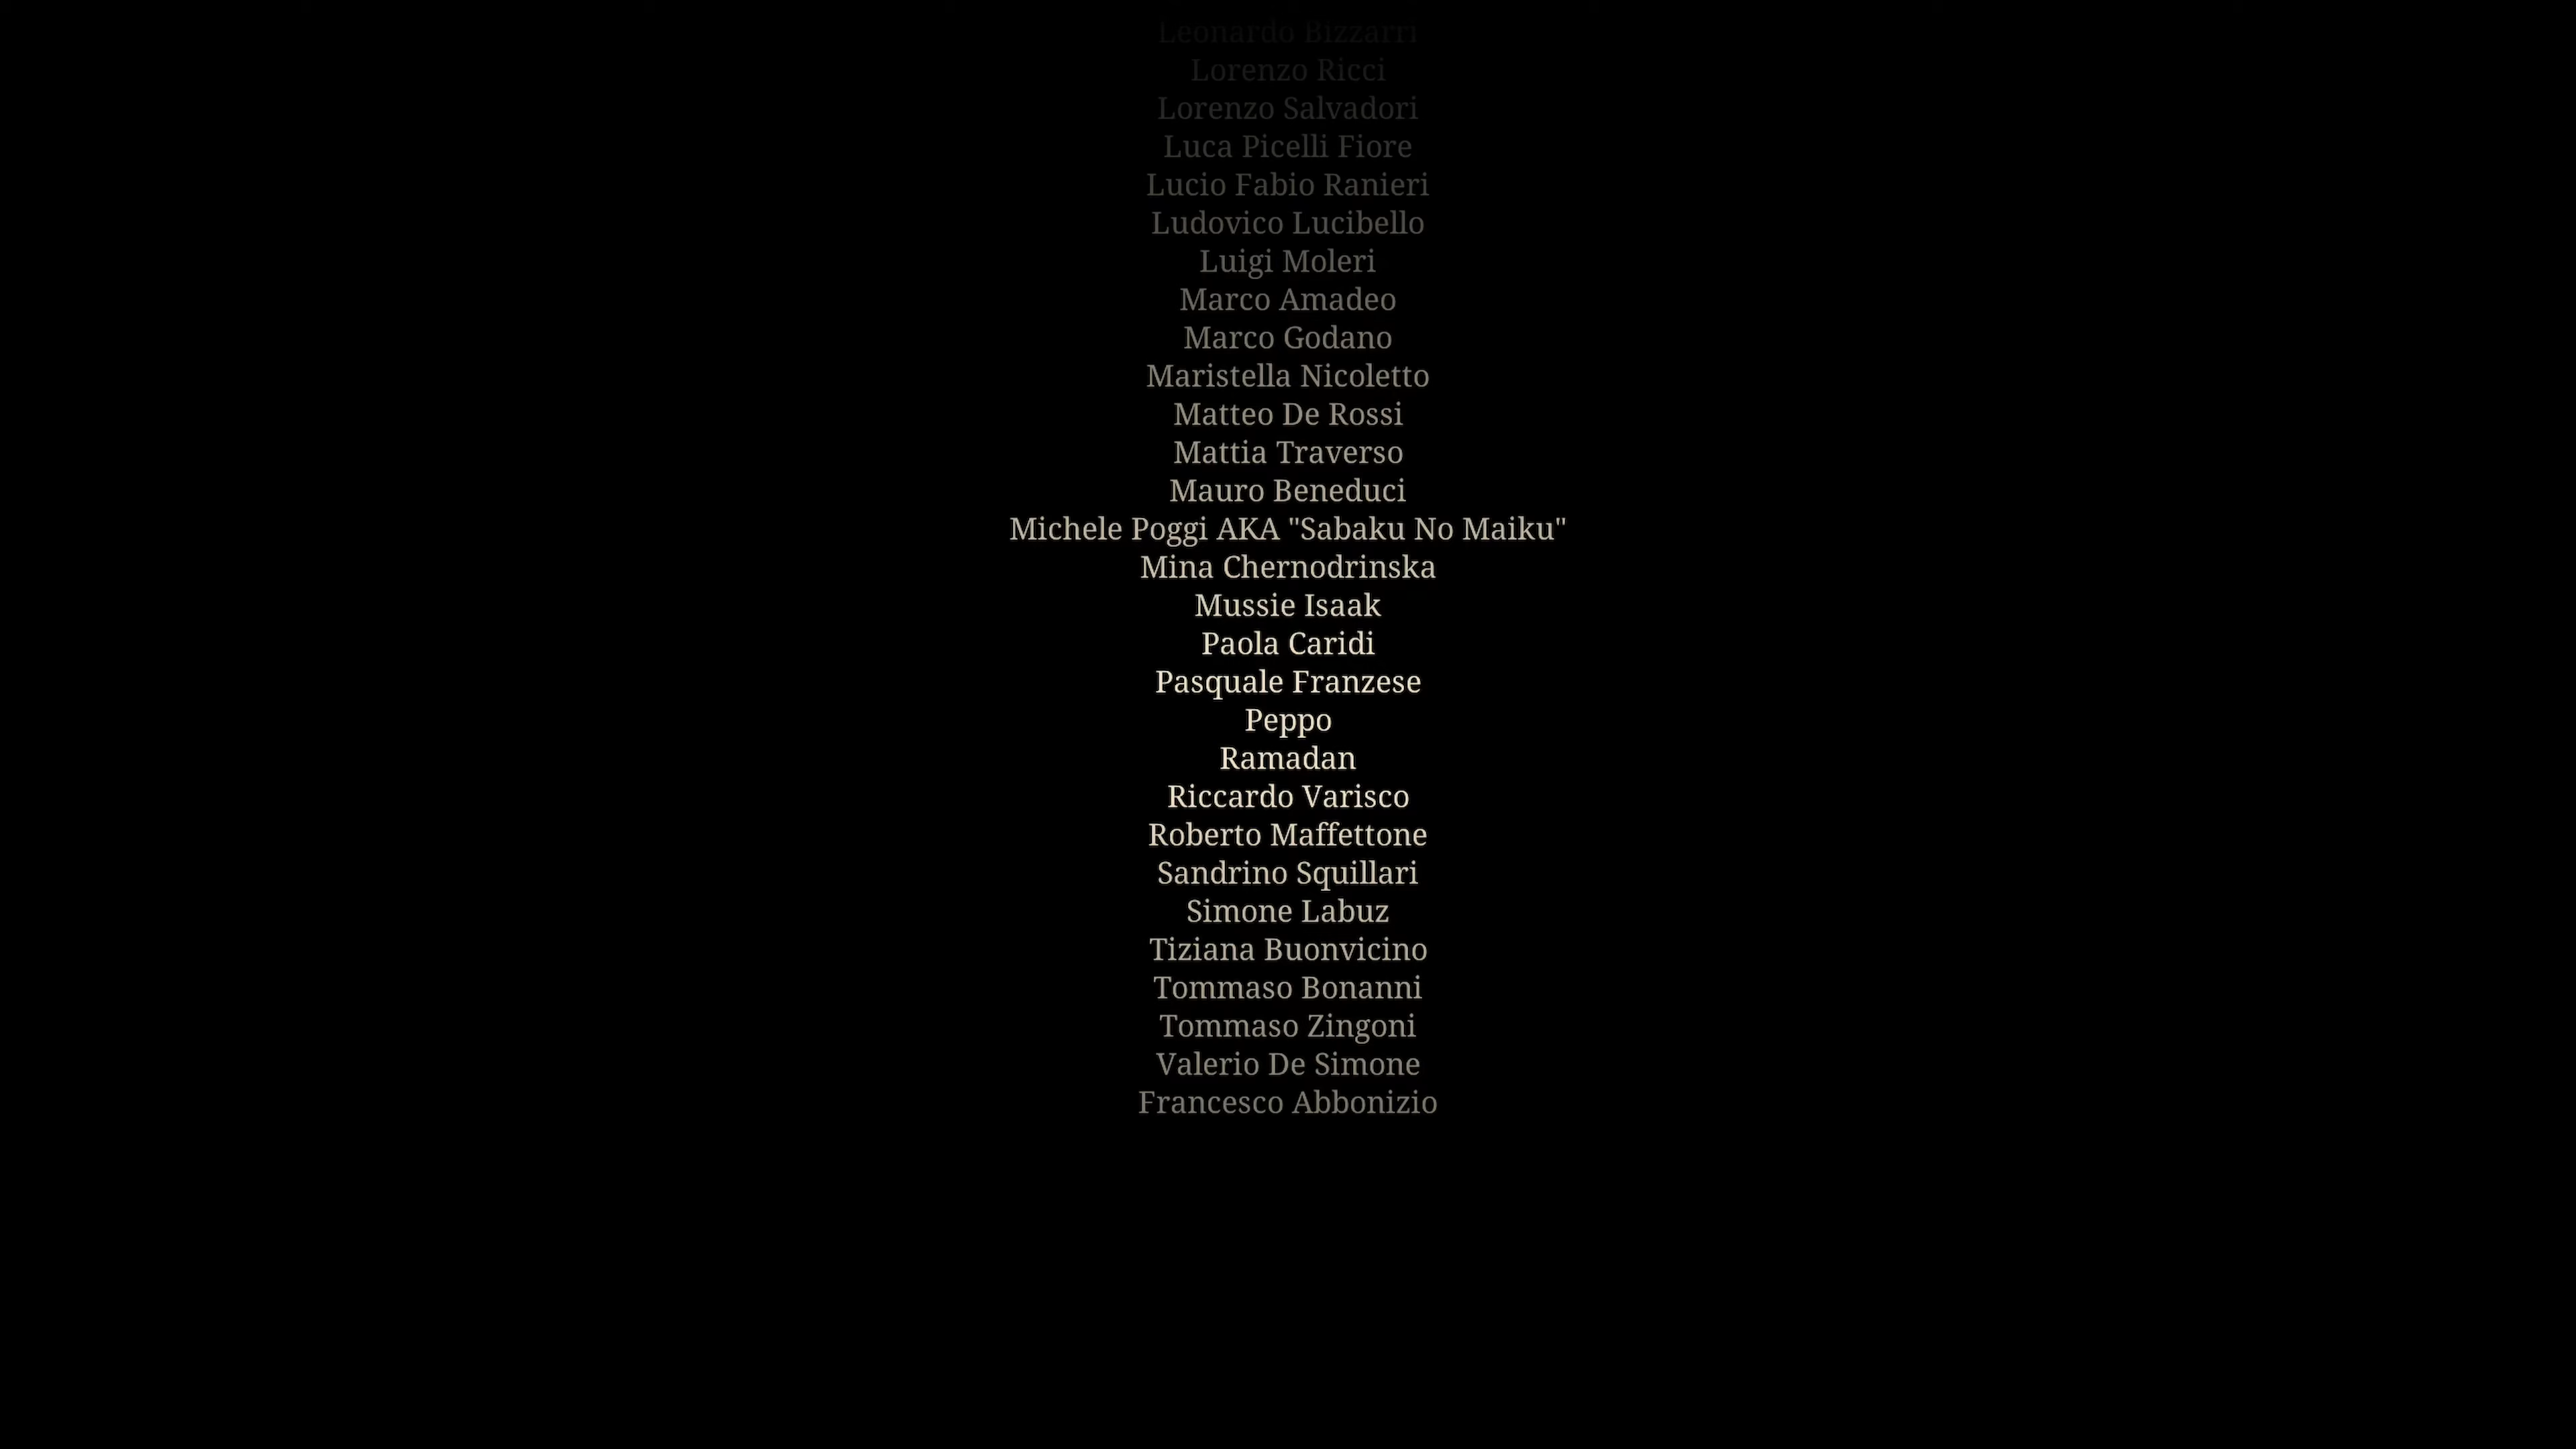 Leonardo Bizzarri
Lorenzo Ricci
Lorenzo Salvadori
Luca Picelli Fiore
Lucio Fabio Ranieri
Ludovico Lucibello
Luigi Moleri
Marco Amadeo
Marco Godano
Maristella Nicoletto
Matteo De Rossi
Mattia Traverso
Mauro Beneduci
Michele Poggi AKA "Sabaku No Maiku"
Mina Chernodrinska
Mussie Isaak
Paola Caridi
Pasquale Franzese
Peppo
Ramadan
Riccardo Varisco
Roberto Maffettone
Sandrino Squillari
Simone Labuz
Tiziana Buonvicino
Tommaso Bonanni
Tommaso Zingoni
Valerio De Simone
Francesco Abbonizio